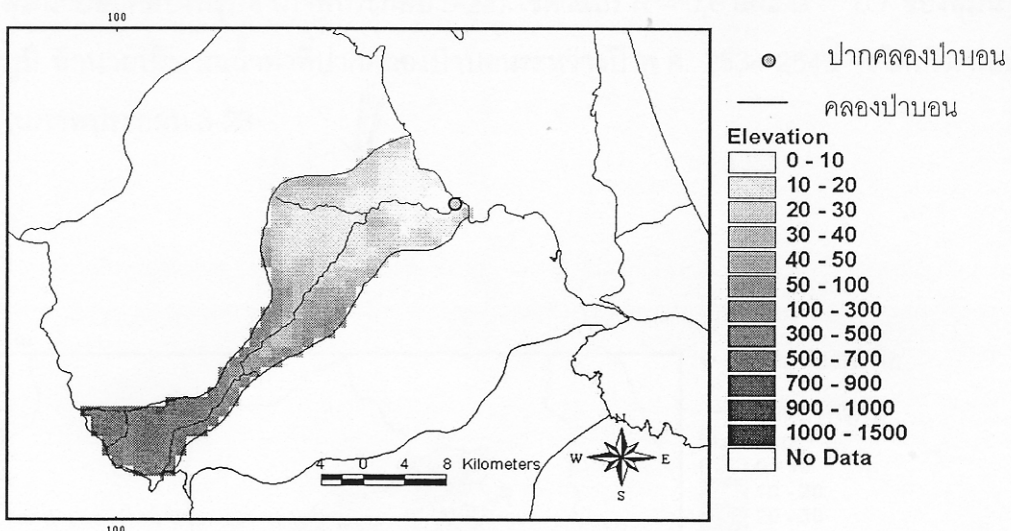 100
ปากคลองป่าบอน
คลองป่าบอน
Elevation
0 - 10
10 - 20
20 - 30
30 - 40
40 - 50
50 - 100
100 - 300
300 - 500
500 - 700
700 - 900
900 - 1000
1000 - 1500
No Data
N
W E
S
4 0 4 8 Kilometers
100